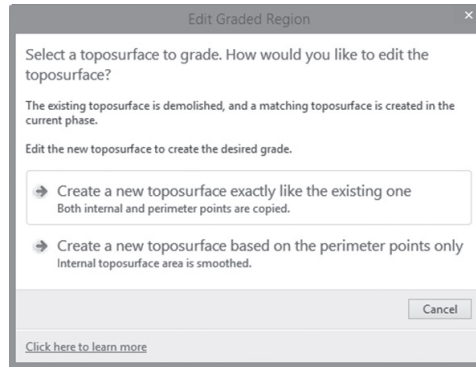 Edit Graded Region
×
Select a toposurface to grade. How would you like to edit the
toposurface?
The existing toposurface is demolished, and a matching toposurface is created in the
current phase.
Edit the new toposurface to create the desired grade.
Create a new toposurface exactly like the existing one
Both internal and perimeter points are copied.
Create a new toposurface based on the perimeter points only
Internal toposurface area is smoothed.
Cancel
Click here to learn more